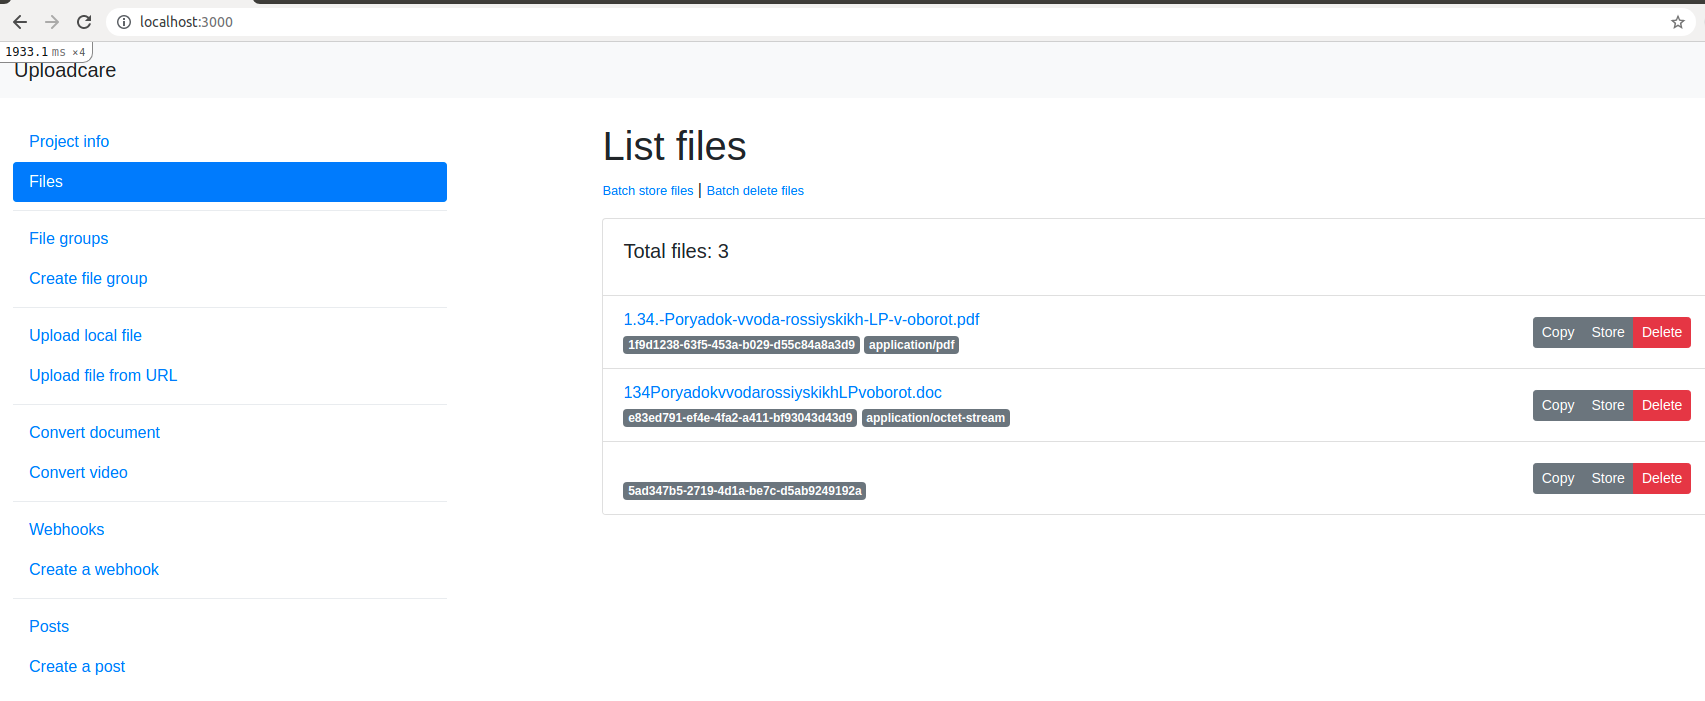 localhost:3000
1933.1 ms ×4
Uploadcare
Project info
Files
File groups
Create file group
Upload local file
Upload file from URL
Convert document
Convert video
Webhooks
Create a webhook
Posts
Create a post
List files
Batch store files | Batch delete files
Total files: 3
1.34.-Poryadok-vvoda-rossiyskikh-LP-v-oborot.pdf
1f9d1238-63f5-453a-b029-d55c84a8a3d9 application/pdf
Copy Store Delete
134PoryadokvvodarossiyskikhLPvoborot.doc
e83ed791-ef4e-4fa2-a411-bf93043d43d9 application/octet-stream
Copy Store Delete
5ad347b5-2719-4d1a-be7c-d5ab9249192a
Copy Store Delete